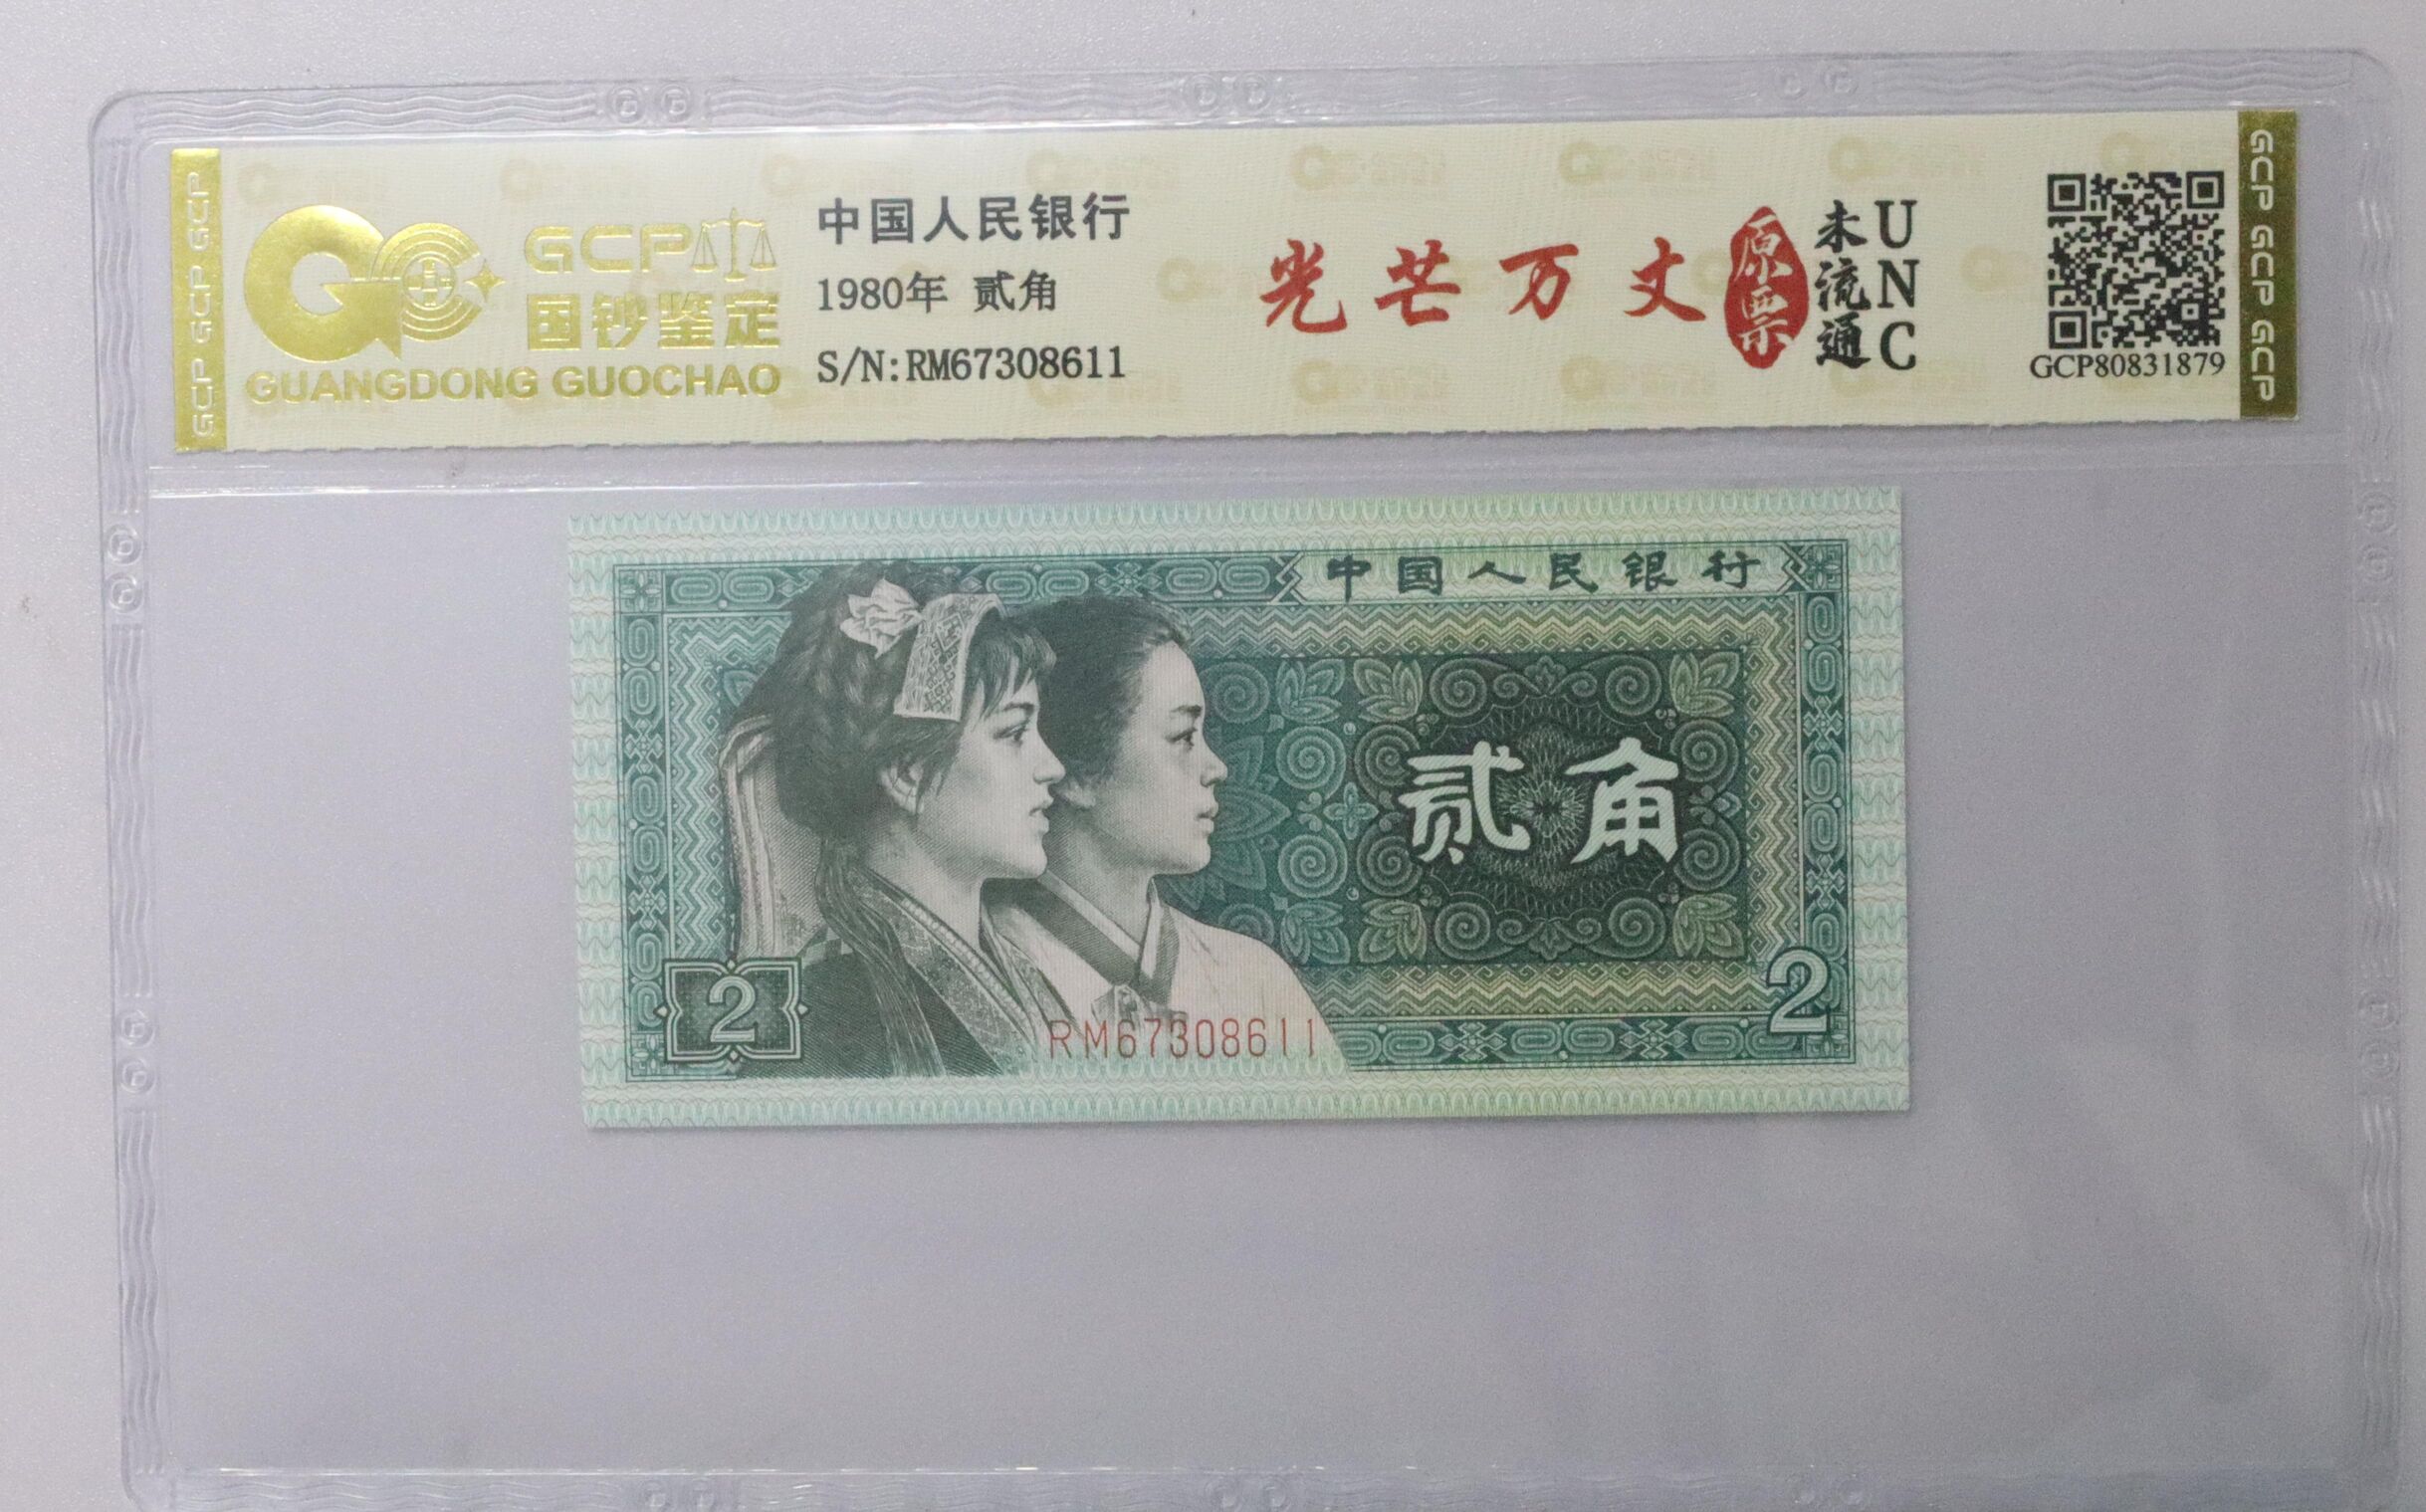 GCP GCP GCP
GCP
国钞鉴定
GUANGDONG GUOCHAO
中国人民银行
1980年 贰角
S/N:RM67308611
光芒万丈
原票
未流通
UNC
GCP80831879
GCP GCP GCP
中国人民银行
贰角
2
2
RM67308611